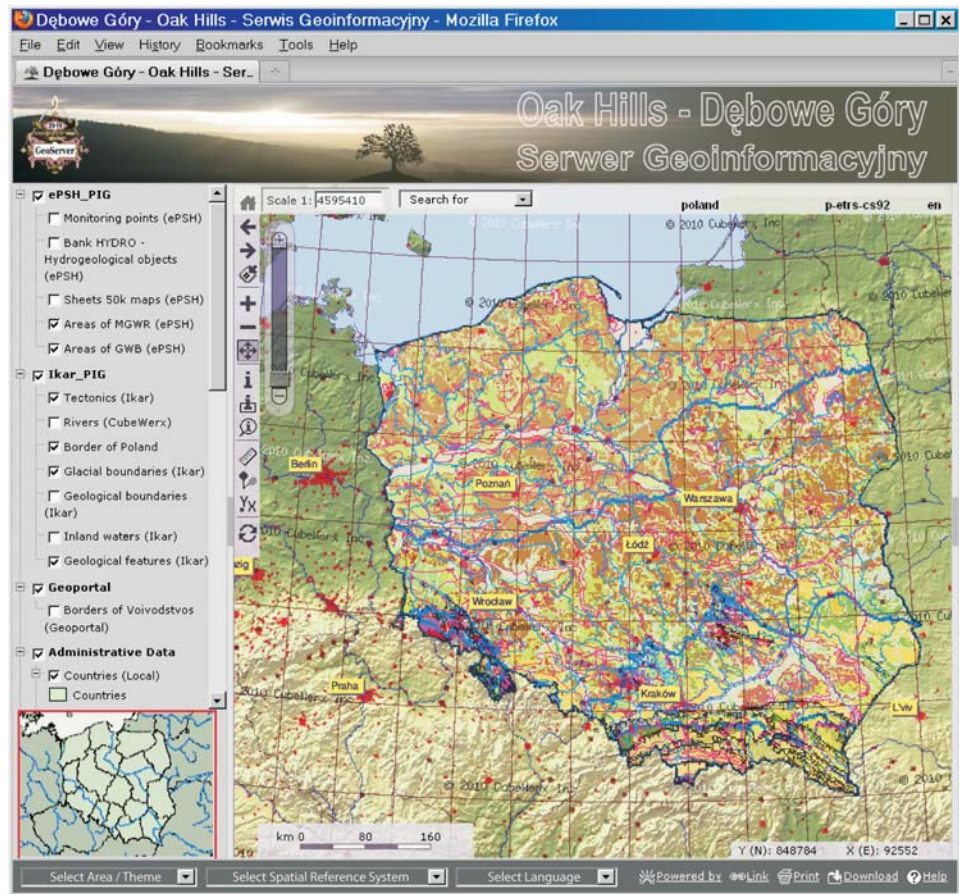 Dębowe Góry - Oak Hills - Serwis Geoinformacyjny - Mozilla Firefox
File Edit View History Bookmarks Tools Help
Dębowe Góry - Oak Hills - Ser...
2010
GeoServer
Oak Hills - Dębowe Góry
Serwer Geoinformacyjny
ePSH_PIG
Monitoring points (ePSH)
Bank HYDRO -
Hydrogeological objects
(ePSH)
Sheets 50k maps (ePSH)
Areas of MGWR (ePSH)
Areas of GWB (ePSH)
Ikar_PIG
Tectonics (Ikar)
Rivers (CubeWerx)
Border of Poland
Glacial boundaries (Ikar)
Geological boundaries
(Ikar)
Inland waters (Ikar)
Geological features (Ikar)
Geoportal
Borders of Voivodstvos
(Geoportal)
Administrative Data
Countries (Local)
Countries
Scale 1: 4595410 Search for poland p-etrs-cs92 en
© 2010 CubeWerx Inc
Berlin
Poznań
Warszawa
Łódź
zig
Wrocław
Praha
Kraków
L'viv
km 0 80 160
Y (N): 848784 X (E): 92552
Select Area / Theme Select Spatial Reference System Select Language Powered by Link Print Download Help